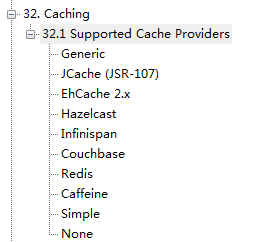 32. Caching
32.1 Supported Cache Providers
Generic
JCache (JSR-107)
EhCache 2.x
Hazelcast
Infinispan
Couchbase
Redis
Caffeine
Simple
None